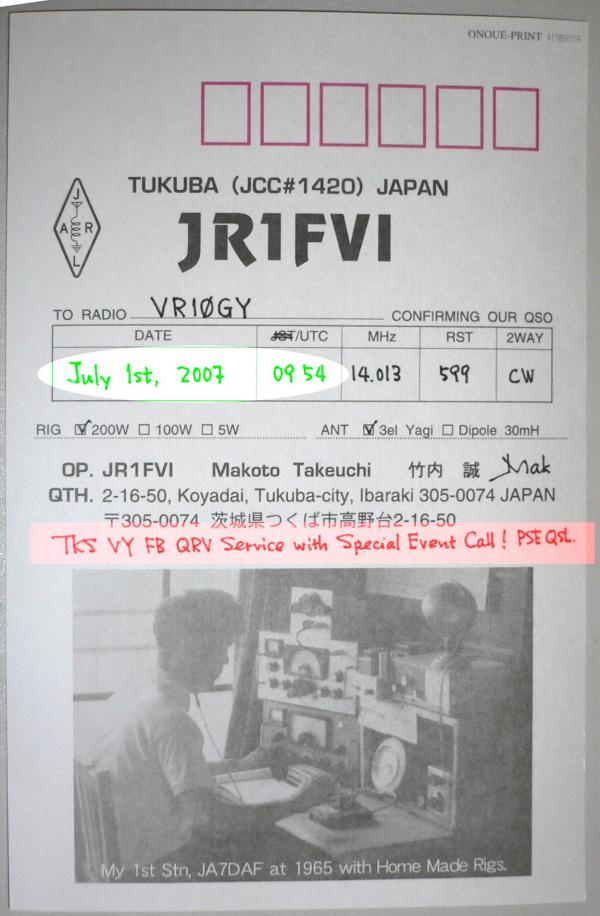 ONOUE-PRINT 41185911R
TUKUBA (JCC#1420) JAPAN
J
A R
L
JR1FVI
TO RADIO VR10GY CONFIRMING OUR QSO
DATE JST/UTC MHz RST 2WAY
July 1st, 2007 09 54 14.013 599 CW
RIG ☑200W ☐100W ☐5W ANT ☑3el Yagi ☐Dipole 30mH
OP. JR1FVI Makoto Takeuchi 竹内 誠 Mak
QTH. 2-16-50, Koyadai, Tukuba-city, Ibaraki 305-0074 JAPAN
〒305-0074 茨城県つくば市高野台2-16-50
TKS VY FB QRV Service with Special Event Call! PSE QSL.
My 1st Stn, JA7DAF at 1965 with Home Made Rigs.